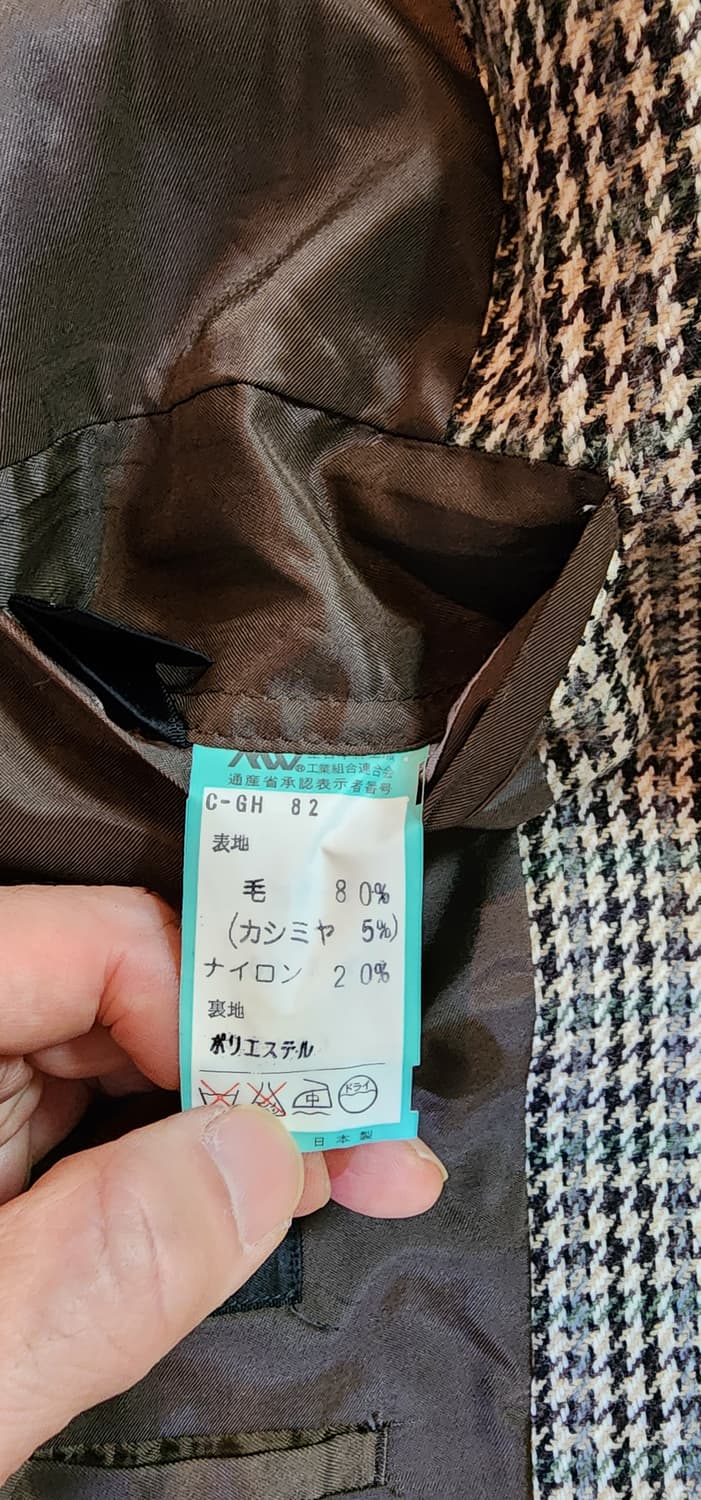 ®工業組合連合会
通産省承認表示者番号
C-GH 82
表地
毛 80%
(カシミヤ 5%)
ナイロン 20%
裏地
ポリエステル
中 ドライ
日本製